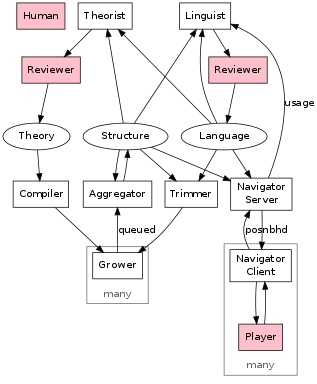 Human
Theorist
Linguist
Reviewer
Reviewer
usage
Theory
Structure
Language
Compiler
Aggregator
Trimmer
Navigator
Server
queued
posnbhd
Grower
many
Navigator
Client
Player
many